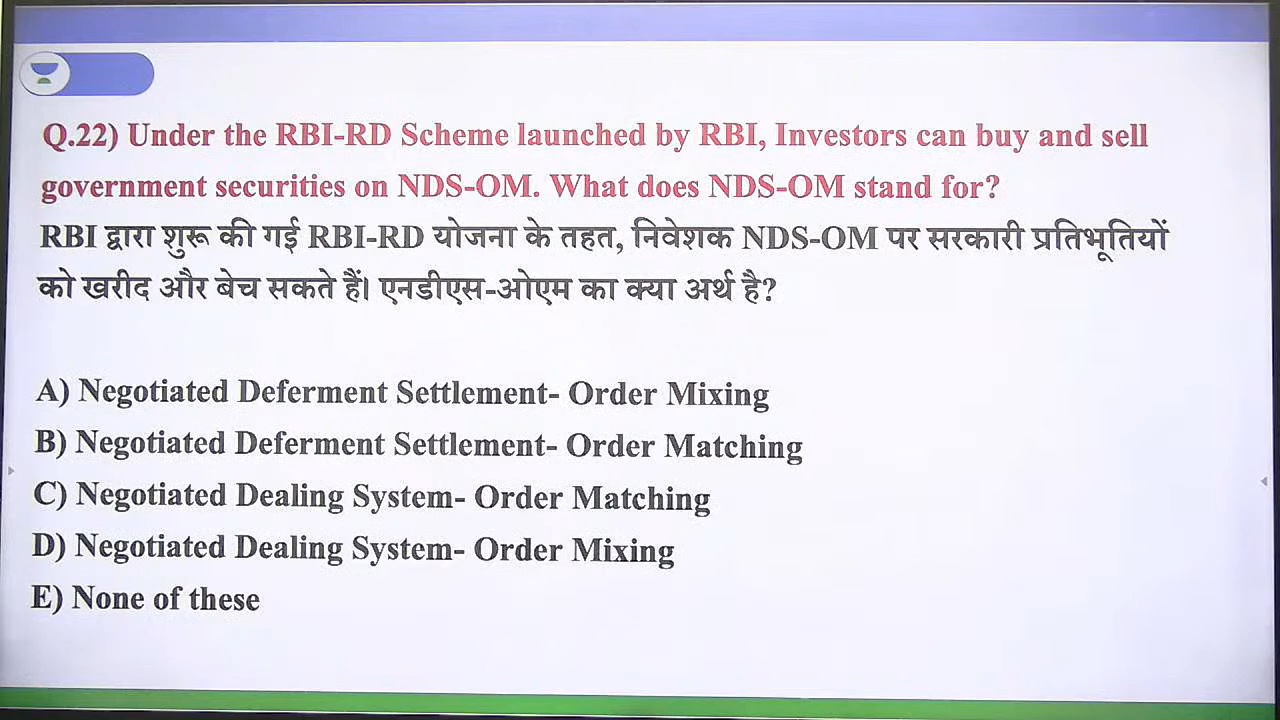 Q.22) Under the RBI-RD Scheme launched by RBI, Investors can buy and sell
government securities on NDS-OM. What does NDS-OM stand for?
RBI द्वारा शुरू की गई RBI-RD योजना के तहत, निवेशक NDS-OM पर सरकारी प्रतिभूतियों
को खरीद और बेच सकते हैं। एनडीएस-ओएम का क्या अर्थ है?
A) Negotiated Deferment Settlement- Order Mixing
B) Negotiated Deferment Settlement- Order Matching
C) Negotiated Dealing System- Order Matching
D) Negotiated Dealing System- Order Mixing
E) None of these